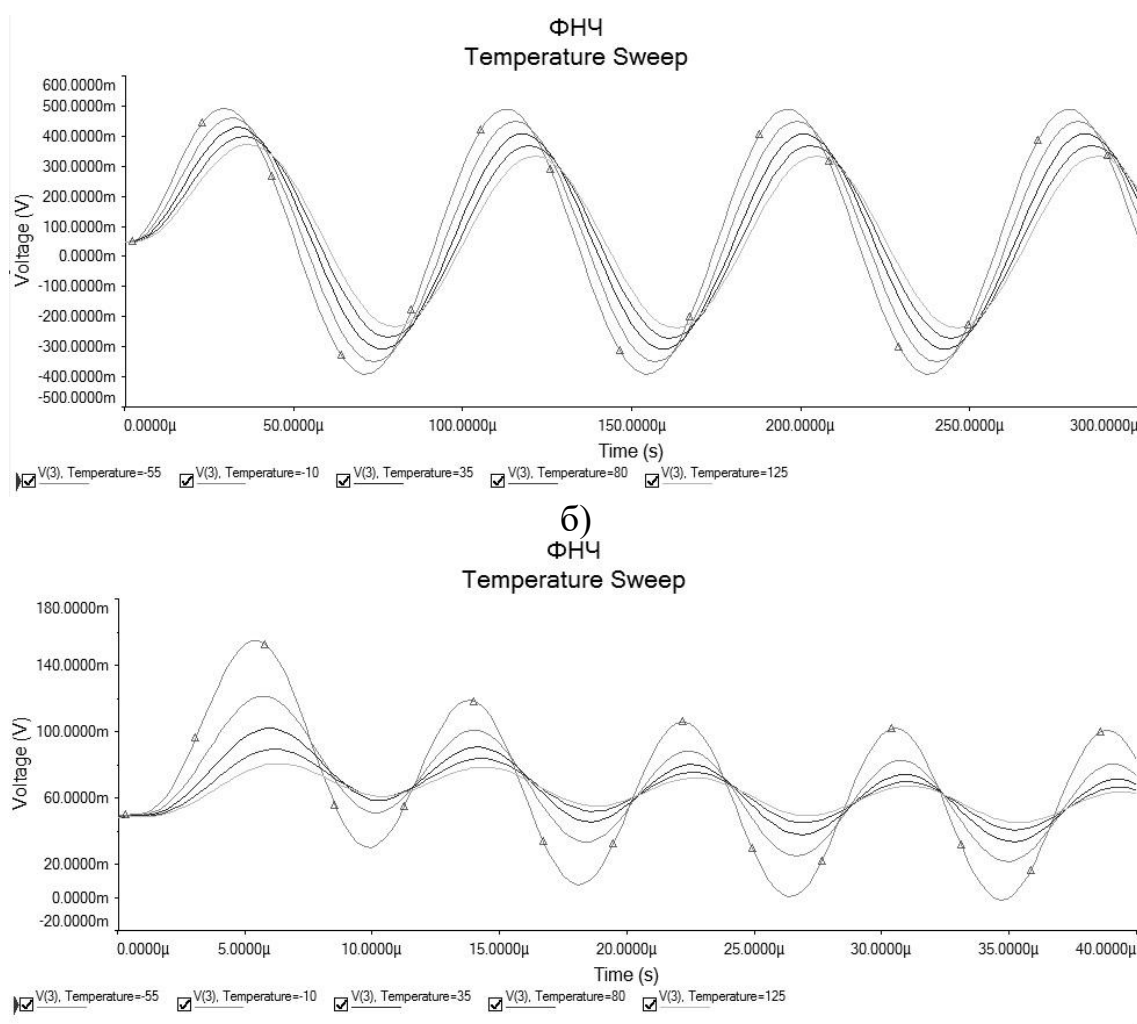 ФНЧ
Temperature Sweep
600.0000m
500.0000m
400.0000m
300.0000m
200.0000m
100.0000m
0.0000m
-100.0000m
-200.0000m
-300.0000m
-400.0000m
-500.0000m
Voltage (V)
0.0000µ 50.0000µ 100.0000µ 150.0000µ 200.0000µ 250.0000µ 300.0000µ
Time (s)
V(3), Temperature=-55 V(3), Temperature=-10 V(3), Temperature=35 V(3), Temperature=80 V(3), Temperature=125
б)
ФНЧ
Temperature Sweep
180.0000m
140.0000m
100.0000m
60.0000m
20.0000m
0.0000m
-20.0000m
Voltage (V)
0.0000µ 5.0000µ 10.0000µ 15.0000µ 20.0000µ 25.0000µ 30.0000µ 35.0000µ 40.0000µ
Time (s)
V(3), Temperature=-55 V(3), Temperature=-10 V(3), Temperature=35 V(3), Temperature=80 V(3), Temperature=125